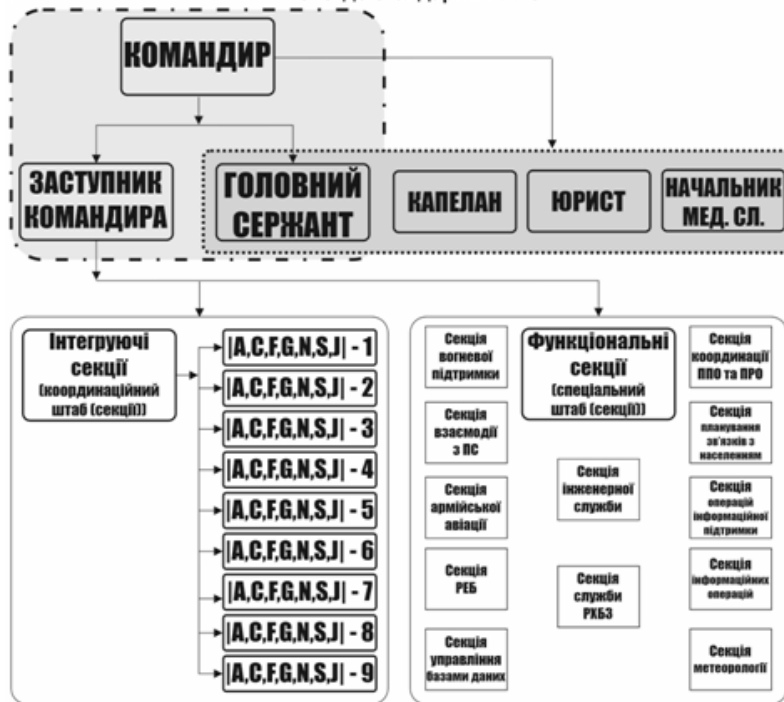 КОМАНДИР
ЗАСТУПНИК
КОМАНДИРА
ГОЛОВНИЙ
СЕРЖАНТ
КАПЕЛАН
ЮРИСТ
НАЧАЛЬНИК
МЕД. СЛ.
Інтегруючі
секції
(координаційний
штаб (секції))
|A,C,F,G,N,S,J| - 1
|A,C,F,G,N,S,J| - 2
|A,C,F,G,N,S,J| - 3
|A,C,F,G,N,S,J| - 4
|A,C,F,G,N,S,J| - 5
|A,C,F,G,N,S,J| - 6
|A,C,F,G,N,S,J| - 7
|A,C,F,G,N,S,J| - 8
|A,C,F,G,N,S,J| - 9
Секція
вогневої
підтримки
Секція
взаємодії
з ПС
Секція
армійської
авіації
Секція
РЕБ
Секція
управління
базами даних
Функціональні
секції
(спеціальний
штаб (секції))
Секція
інженерної
служби
Секція
служби
РХБЗ
Секція
координації
ППО та ПРО
Секція
планування
зв'язків з
населенням
Секція
операцій
інформаційної
підтримки
Секція
інформаційних
операцій
Секція
метеорології